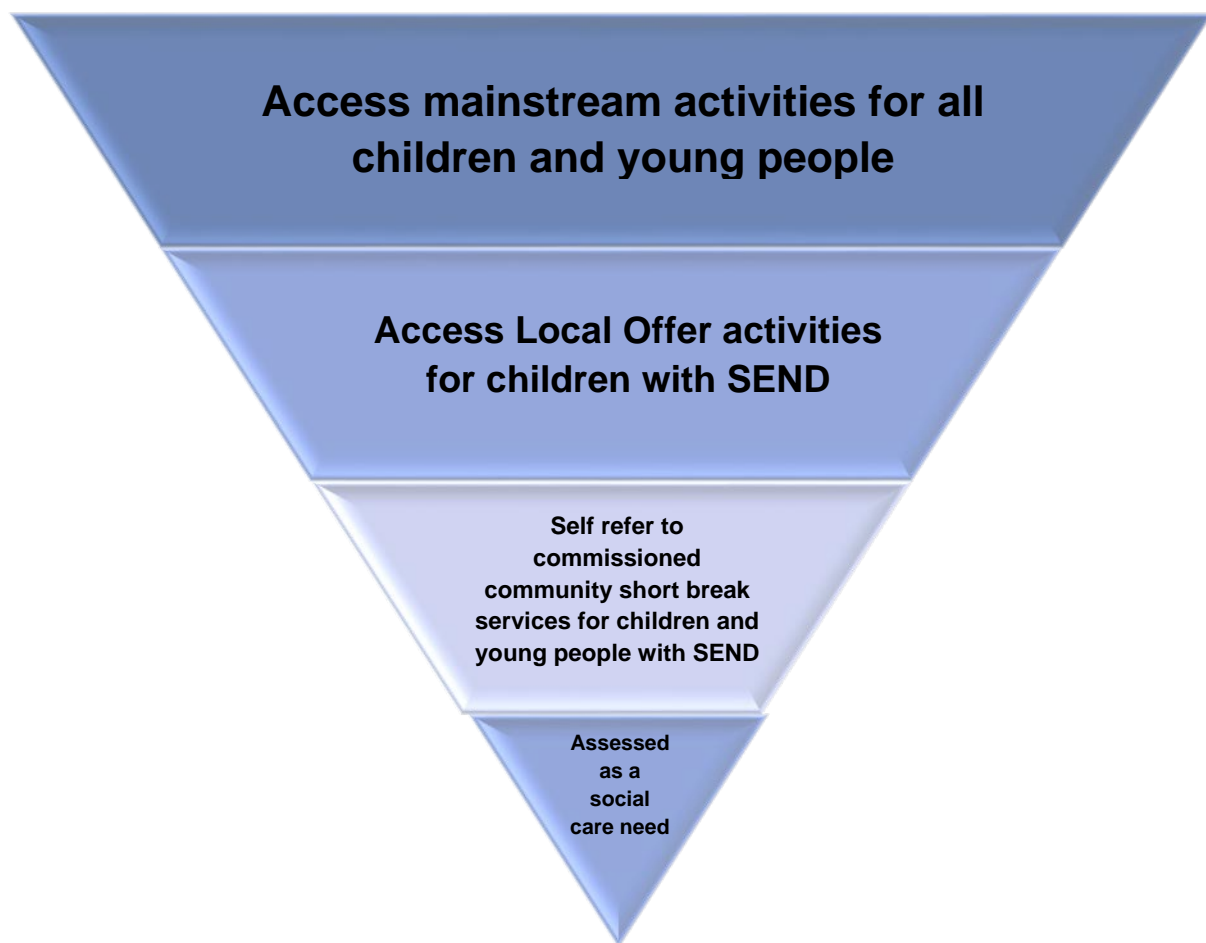 Access mainstream activities for all
children and young people
Access Local Offer activities
for children with SEND
Self refer to
commissioned
community short break
services for children and
young people with SEND
Assessed
as a
social
care need